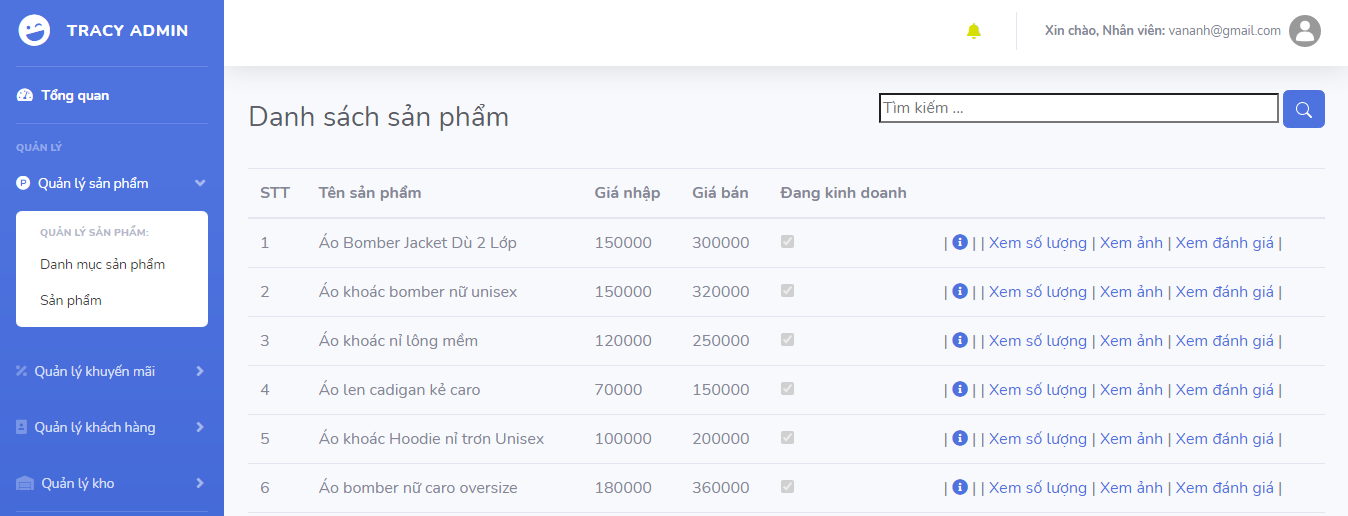 TRACY ADMIN
Xin chào, Nhân viên: vananh@gmail.com
Tổng quan
QUẢN LÝ
Quản lý sản phẩm
QUẢN LÝ SẢN PHẨM:
Danh mục sản phẩm
Sản phẩm
Quản lý khuyến mãi
Quản lý khách hàng
Quản lý kho
Danh sách sản phẩm
Tìm kiếm ...
STT Tên sản phẩm Giá nhập Giá bán Đang kinh doanh
1 Áo Bomber Jacket Dù 2 Lớp 150000 300000 | | | Xem số lượng | Xem ảnh | Xem đánh giá |
2 Áo khoác bomber nữ unisex 150000 320000 | | | Xem số lượng | Xem ảnh | Xem đánh giá |
3 Áo khoác nỉ lông mềm 120000 250000 | | | Xem số lượng | Xem ảnh | Xem đánh giá |
4 Áo len cadigan kẻ caro 70000 150000 | | | Xem số lượng | Xem ảnh | Xem đánh giá |
5 Áo khoác Hoodie nỉ trơn Unisex 100000 200000 | | | Xem số lượng | Xem ảnh | Xem đánh giá |
6 Áo bomber nữ caro oversize 180000 360000 | | | Xem số lượng | Xem ảnh | Xem đánh giá |